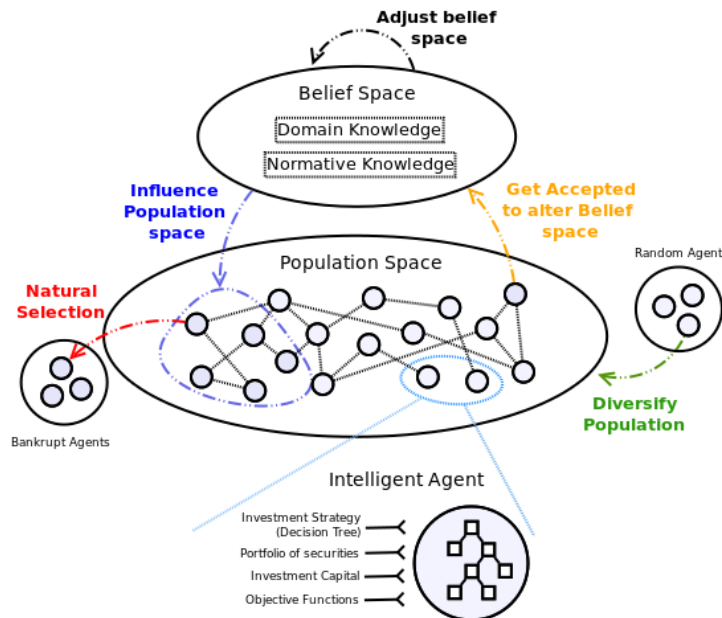 Adjust belief
space
Belief Space
Domain Knowledge
Normative Knowledge
Influence
Population
space
Get Accepted
to alter Belief
space
Population Space
Random Agent
Natural
Selection
Bankrupt Agents
Diversify
Population
Intelligent Agent
Investment Strategy
(Decision Tree)
Portfolio of securities
Investment Capital
Objective Functions